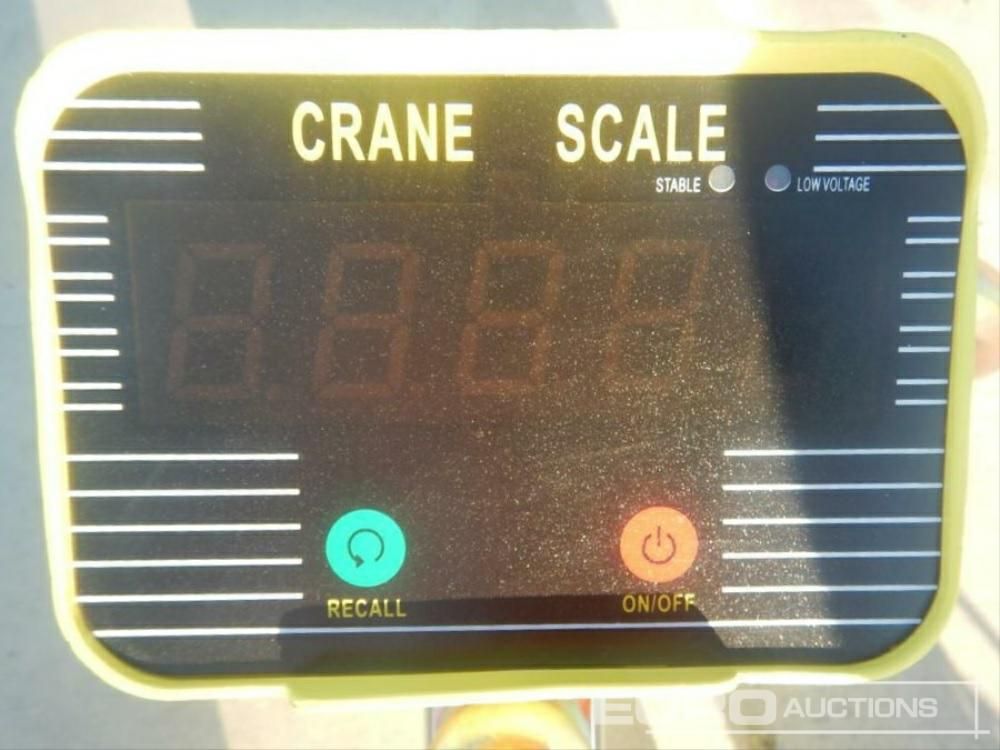 CRANE SCALE
STABLE LOW VOLTAGE
RECALL ON/OFF
EURO AUCTIONS